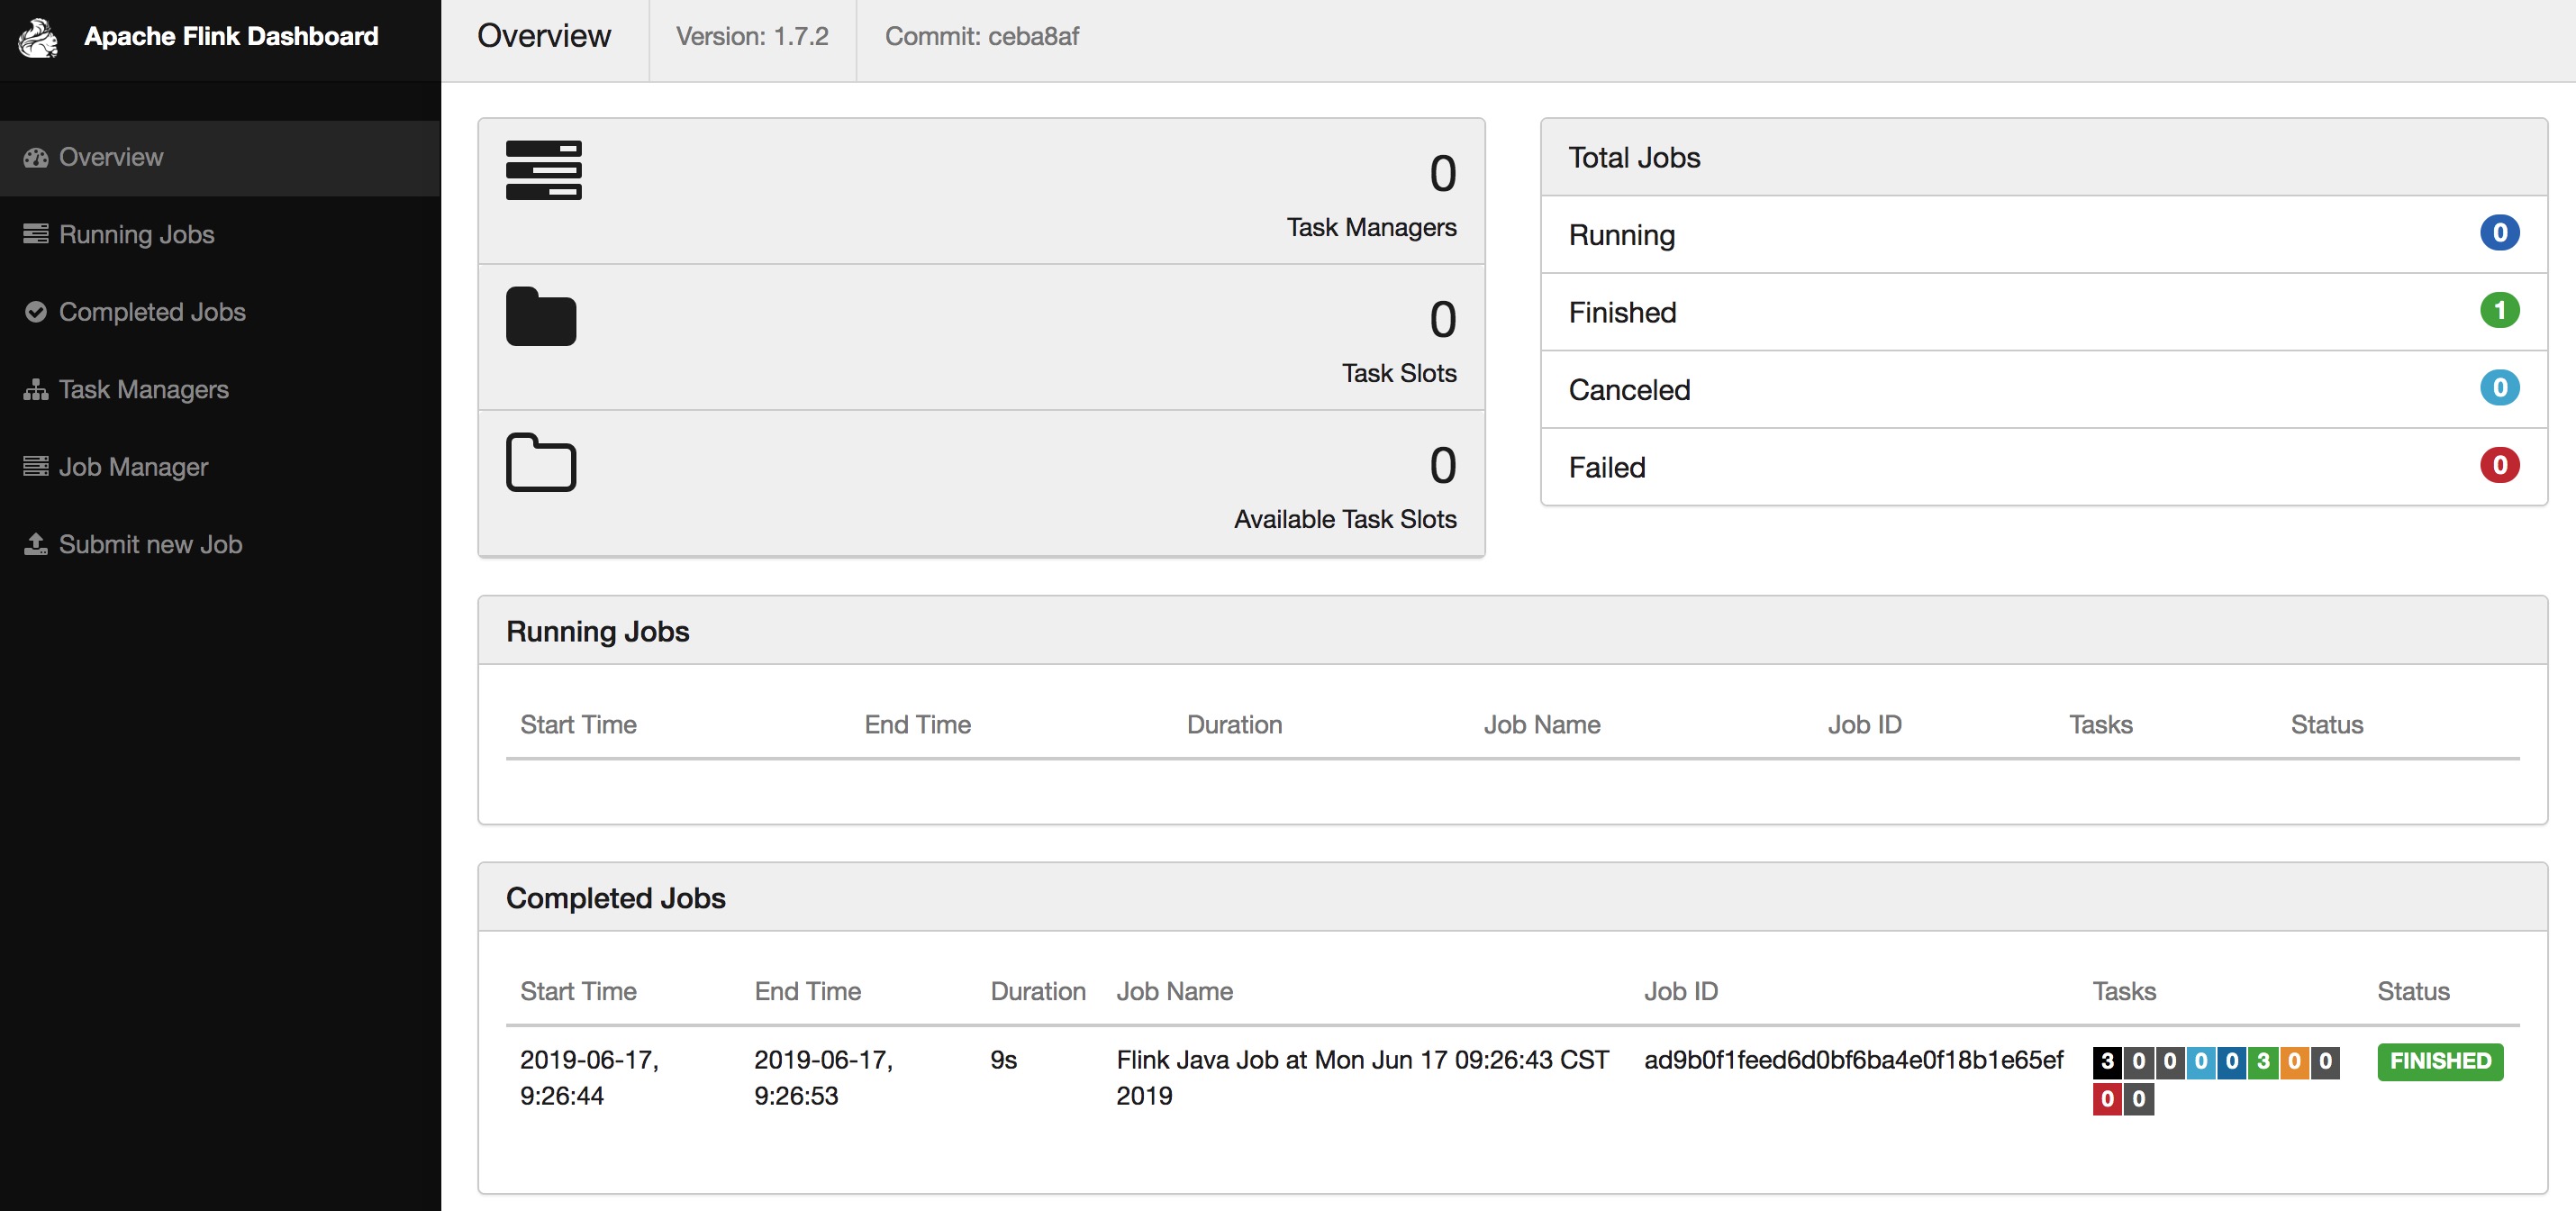 Apache Flink Dashboard
Overview
Version: 1.7.2
Commit: ceba8af
Overview
Running Jobs
Completed Jobs
Task Managers
Job Manager
Submit new Job
0
Task Managers
0
Task Slots
0
Available Task Slots
Total Jobs
Running 0
Finished 1
Canceled 0
Failed 0
Running Jobs
Start Time End Time Duration Job Name Job ID Tasks Status
Completed Jobs
Start Time End Time Duration Job Name Job ID Tasks Status
2019-06-17, 2019-06-17, 9s Flink Java Job at Mon Jun 17 09:26:43 CST ad9b0f1feed6d0bf6ba4e0f18b1e65ef 3 0 0 0 0 3 0 0 FINISHED
9:26:44 9:26:53 2019 0 0